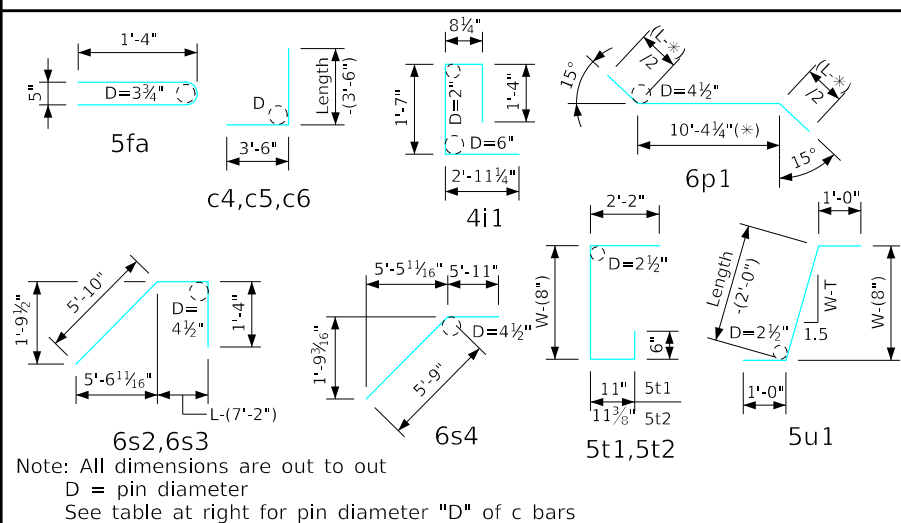 1'-4"
5"
D=3¾"
5fa
D
Length
-(3'-6")
3'-6"
c4,c5,c6
8¼"
1'-7"
D=2"
1'-4"
D=6"
2'-11¼"
4i1
15°
(L-✳)
/2
D=4½"
(L-✳)
/2
10'-4¼"(✳)
15°
6p1
1'-9½"
5'-10"
D=
4½"
1'-4"
5'-6¹¹⁄₁₆"
L-(7'-2")
6s2,6s3
5'-5¹¹⁄₁₆"
5'-11"
1'-9³⁄₁₆"
D=4½"
5'-9"
6s4
2'-2"
D=2½"
W-(8")
6"
11" 5t1
11⅜" 5t2
5t1,5t2
1'-0"
Length
-(2'-0")
W-T
1.5
D=2½"
W-(8")
1'-0"
5u1
Note: All dimensions are out to out
D = pin diameter
See table at right for pin diameter "D" of c bars